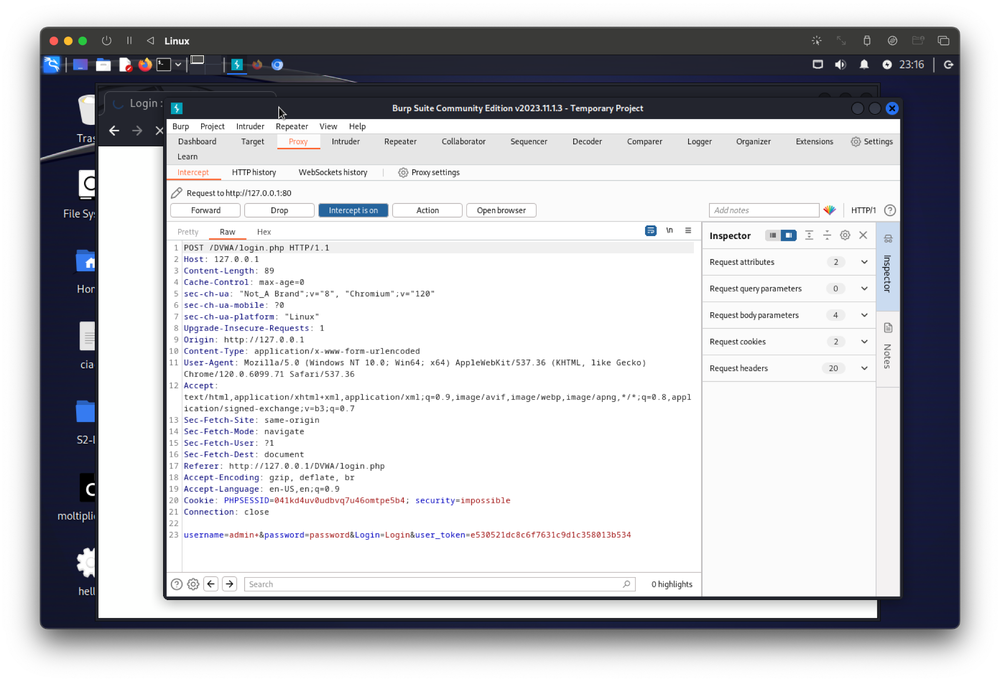 Linux
23:16
Login :
Burp Suite Community Edition v2023.11.1.3 - Temporary Project
Burp Project Intruder Repeater View Help
Dashboard Target Proxy Intruder Repeater Collaborator Sequencer Decoder Comparer Logger Organizer Extensions Settings
Learn
Intercept HTTP history WebSockets history Proxy settings
Request to http://127.0.0.1:80
Forward Drop Intercept is on Action Open browser Add notes HTTP/1 ?
Pretty Raw Hex \n
1 POST /DVWA/login.php HTTP/1.1
2 Host: 127.0.0.1
3 Content-Length: 89
4 Cache-Control: max-age=0
5 sec-ch-ua: "Not_A Brand";v="8", "Chromium";v="120"
6 sec-ch-ua-mobile: ?0
7 sec-ch-ua-platform: "Linux"
8 Upgrade-Insecure-Requests: 1
9 Origin: http://127.0.0.1
10 Content-Type: application/x-www-form-urlencoded
11 User-Agent: Mozilla/5.0 (Windows NT 10.0; Win64; x64) AppleWebKit/537.36 (KHTML, like Gecko)
Chrome/120.0.6099.71 Safari/537.36
12 Accept:
text/html,application/xhtml+xml,application/xml;q=0.9,image/avif,image/webp,image/apng,*/*;q=0.8,appl
ication/signed-exchange;v=b3;q=0.7
13 Sec-Fetch-Site: same-origin
14 Sec-Fetch-Mode: navigate
15 Sec-Fetch-User: ?1
16 Sec-Fetch-Dest: document
17 Referer: http://127.0.0.1/DVWA/login.php
18 Accept-Encoding: gzip, deflate, br
19 Accept-Language: en-US,en;q=0.9
20 Cookie: PHPSESSID=041kd4uv0udbvq7u46omtpe5b4; security=impossible
21 Connection: close
22
23 username=admin+&password=password&Login=Login&user_token=e530521dc8c6f7631c9d1c358013b534
? Search 0 highlights
Inspector
Request attributes 2
Request query parameters 0
Request body parameters 4
Request cookies 2
Request headers 20
Inspector
Notes
Tras
File Sys
Hom
cia
S2-
moltiplic
hell